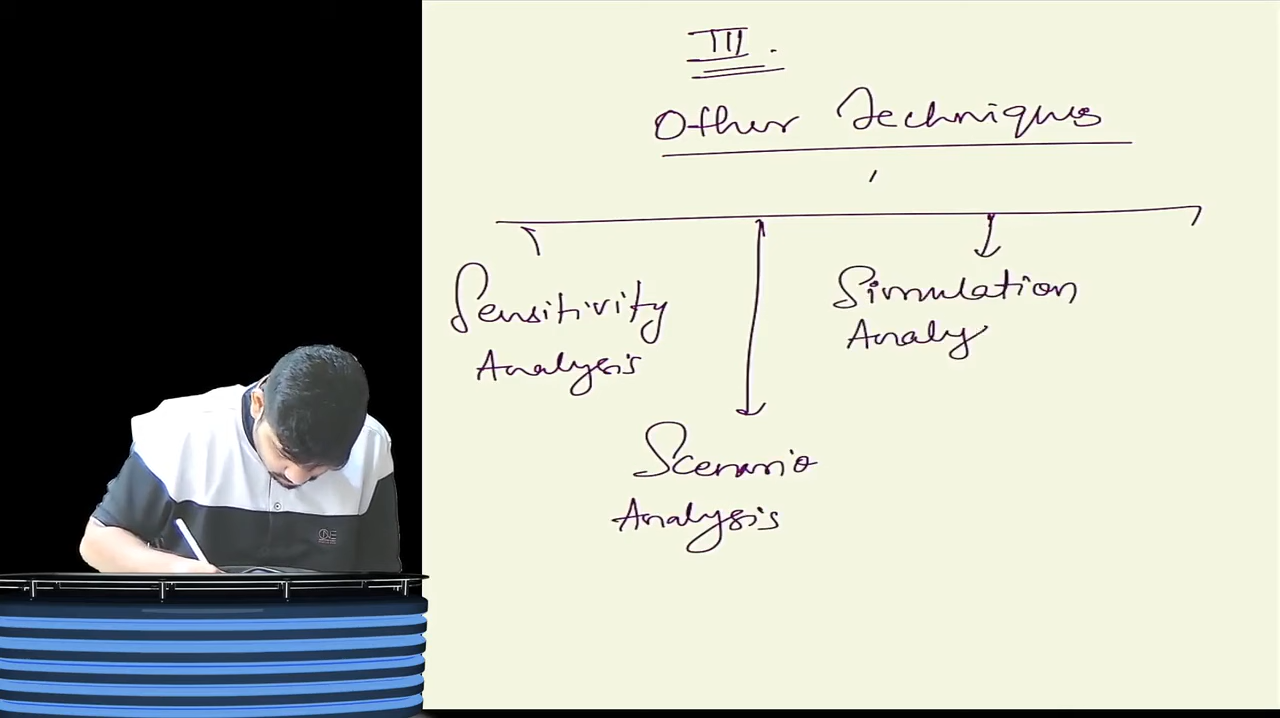 III.
Other Techniques
Sensitivity
Analysis
Simulation
Analy
Scenario
Analysis